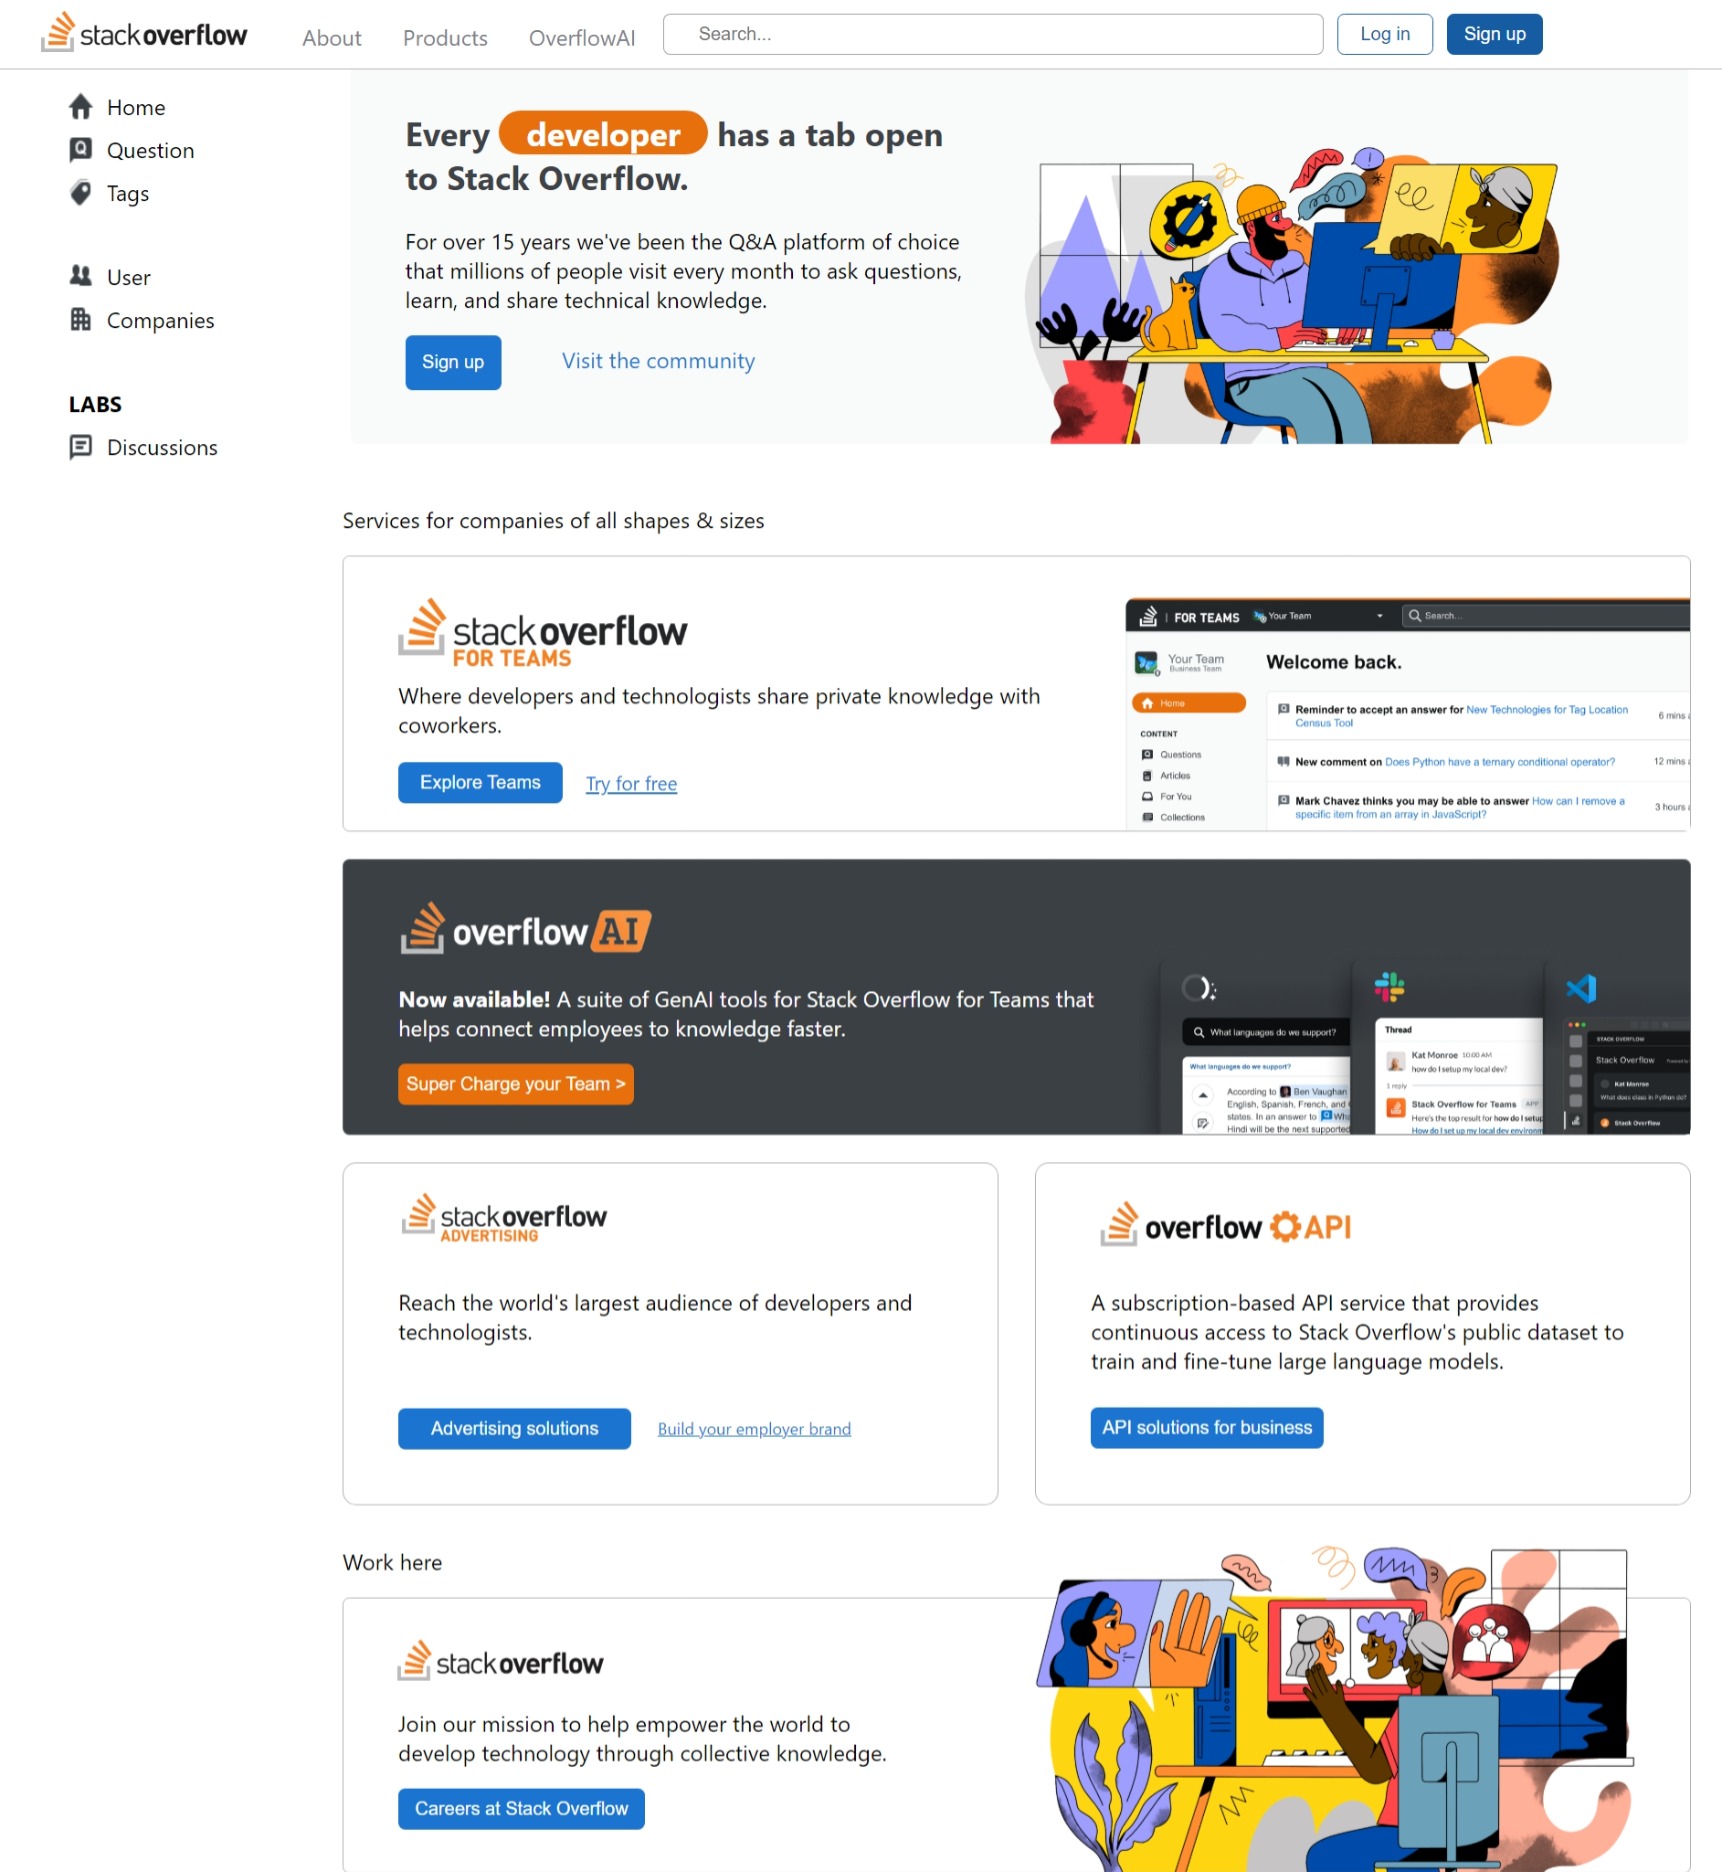 stackoverflow
About
Products
OverflowAI
Search...
Log in
Sign up
Home
Question
Tags
User
Companies
LABS
Discussions
Every developer has a tab open
to Stack Overflow.
For over 15 years we've been the Q&A platform of choice
that millions of people visit every month to ask questions,
learn, and share technical knowledge.
Sign up
Visit the community
Services for companies of all shapes & sizes
stackoverflow
FOR TEAMS
Where developers and technologists share private knowledge with
coworkers.
Explore Teams
Try for free
FOR TEAMS
Your Team
Search...
Your Team
Business Team
Welcome back.
Home
CONTENT
Questions
Articles
For You
Collections
Reminder to accept an answer for New Technologies for Tag Location
Census Tool
6 mins
New comment on Does Python have a ternary conditional operator?
12 mins
Mark Chavez thinks you may be able to answer How can I remove a
specific item from an array in JavaScript?
3 hours
overflow AI
Now available! A suite of GenAI tools for Stack Overflow for Teams that
helps connect employees to knowledge faster.
Super Charge your Team >
What languages do we support?
What languages do we support?
According to Ben Vaughan
English, Spanish, French, and
states. In an answer to Wh
Hindi will be the next supported
Thread
Kat Monroe 10:00 AM
how do I setup my local dev?
1 reply
Stack Overflow for Teams APP
Here's the top result for how do I setup
How do I set up my local dev environm
STACK OVERFLOW
Stack Overflow
Kat Monroe
What does class in Python do?
Stack Overflow
stackoverflow
ADVERTISING
Reach the world's largest audience of developers and
technologists.
Advertising solutions
Build your employer brand
overflow API
A subscription-based API service that provides
continuous access to Stack Overflow's public dataset to
train and fine-tune large language models.
API solutions for business
Work here
stackoverflow
Join our mission to help empower the world to
develop technology through collective knowledge.
Careers at Stack Overflow